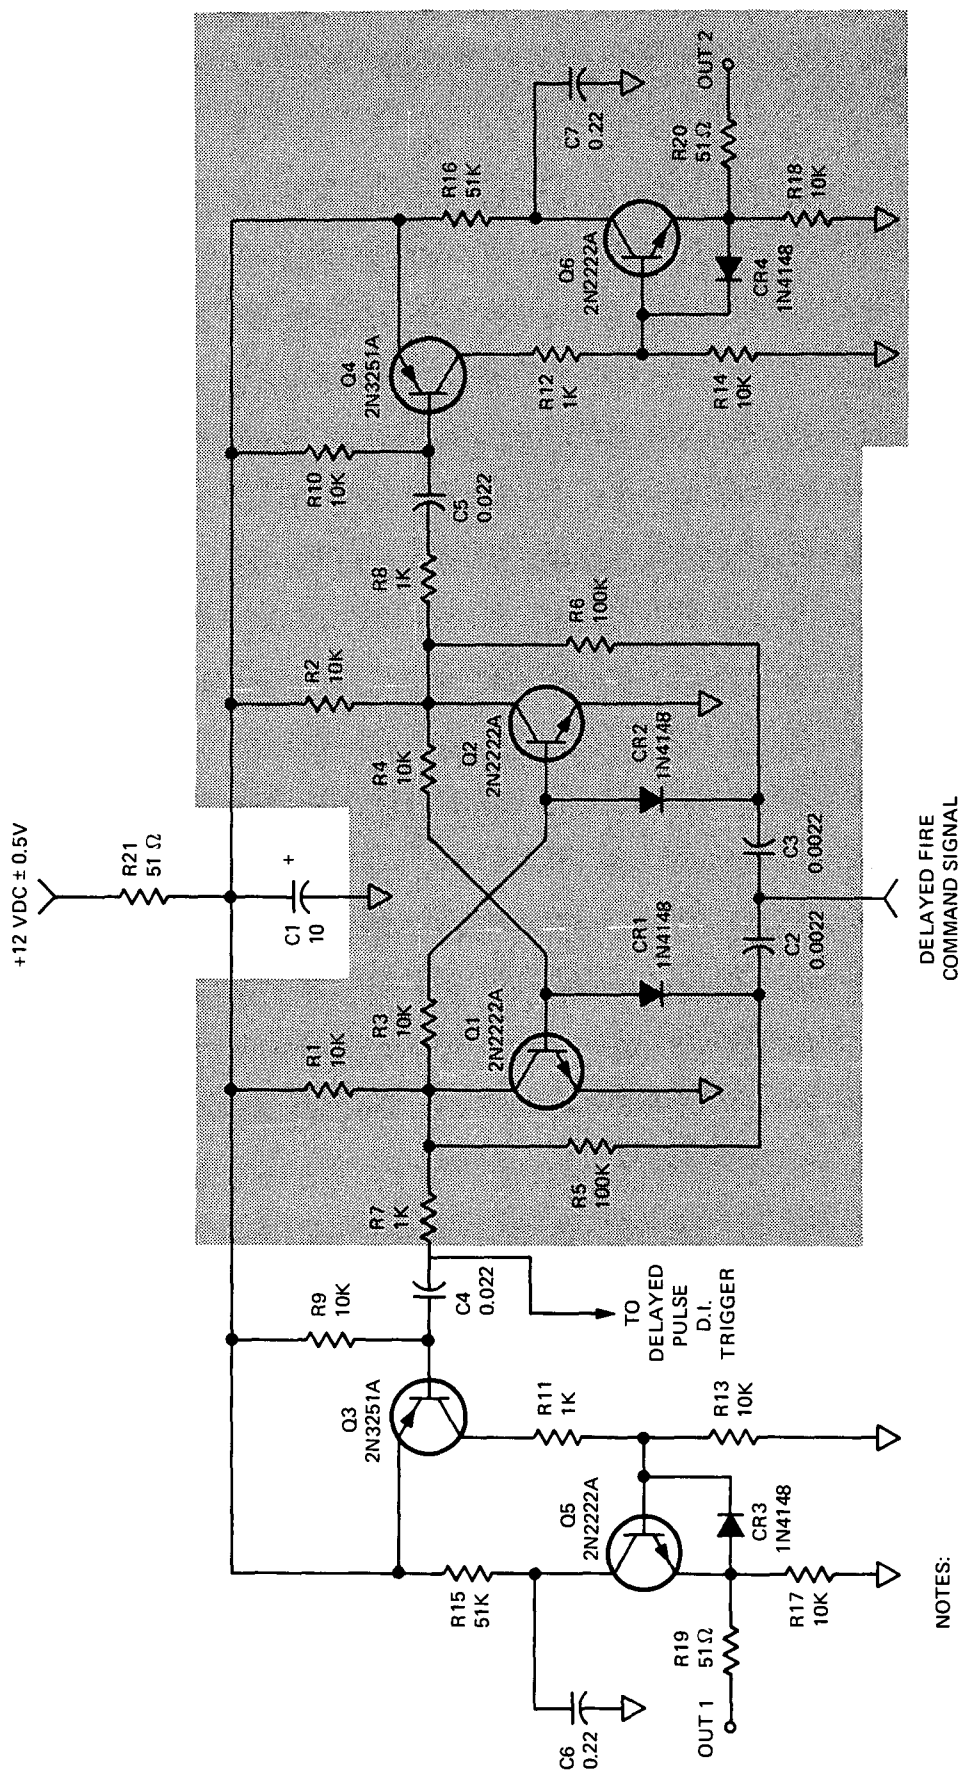 +12 VDC ± 0.5V
R21
51 Ω
C1
10
+
R9
10K
R1
10K
R2
10K
R10
10K
Q3
2N3251A
C4
0.022
R7
1K
R3
10K
R4
10K
R8
1K
C5
0.022
Q4
2N3251A
R15
51K
R11
1K
TO
DELAYED
PULSE
D.I.
TRIGGER
Q1
2N2222A
Q2
2N2222A
R12
1K
R16
51K
C6
0.22
Q5
2N2222A
R13
10K
R5
100K
CR1
1N4148
CR2
1N4148
R6
100K
R14
10K
Q6
2N2222A
C7
0.22
OUT 1
R19
51 Ω
R17
10K
CR3
1N4148
C2
0.0022
C3
0.0022
CR4
1N4148
R18
10K
R20
51 Ω
OUT 2
DELAYED FIRE
COMMAND SIGNAL
NOTES: